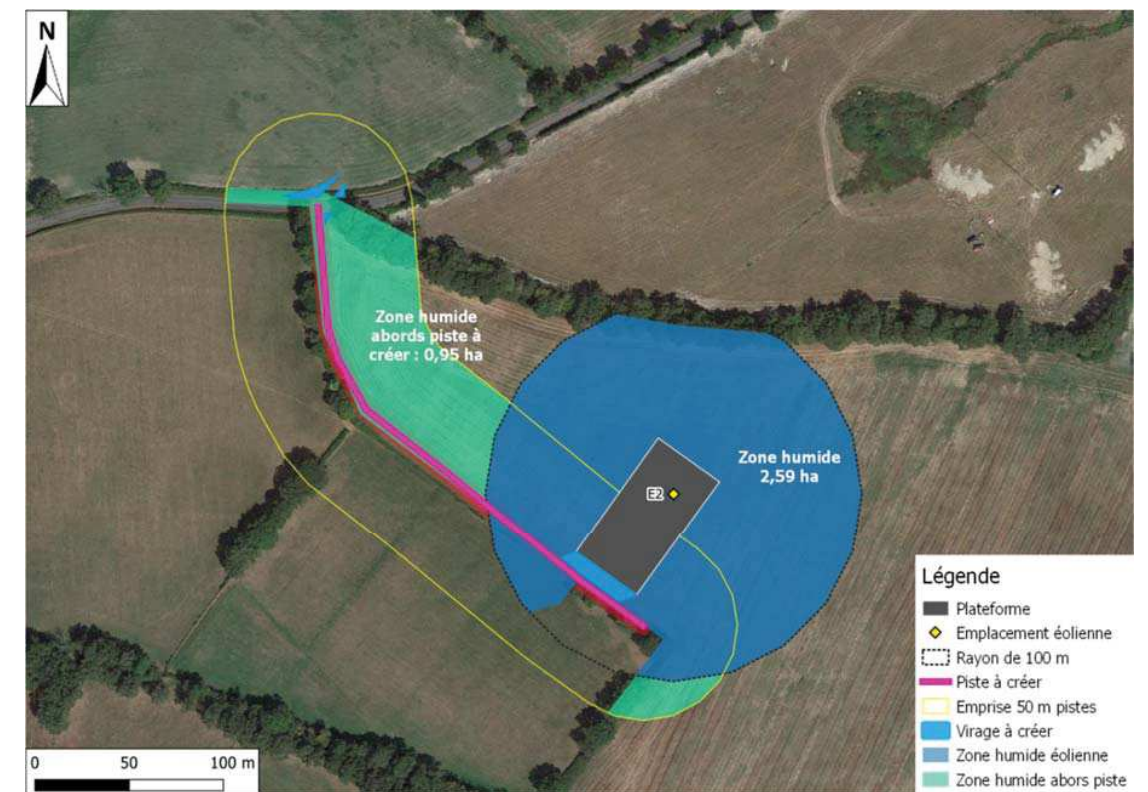 N
Zone humide
abords piste à
créer : 0,95 ha
Zone humide
2,59 ha
E2
Légende
Plateforme
Emplacement éolienne
Rayon de 100 m
Piste à créer
Emprise 50 m pistes
Virage à créer
Zone humide éolienne
Zone humide abors piste
0 50 100 m